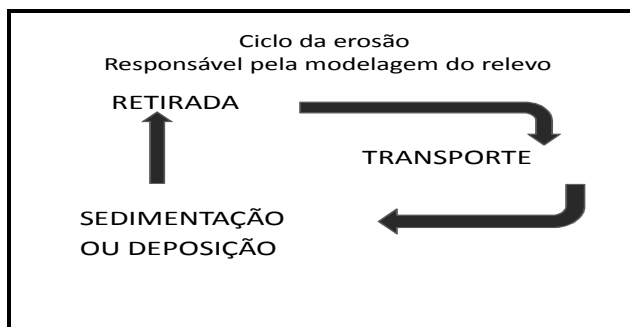 Ciclo da erosão
Responsável pela modelagem do relevo
RETIRADA
TRANSPORTE
SEDIMENTAÇÃO
OU DEPOSIÇÃO